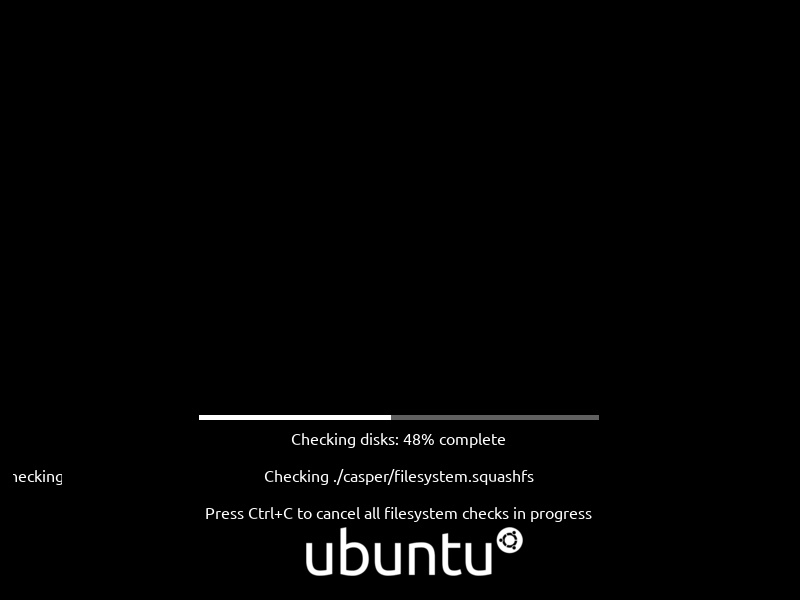 Checking disks: 48% complete
hecking
Checking ./casper/filesystem.squashfs
Press Ctrl+C to cancel all filesystem checks in progress
ubuntu